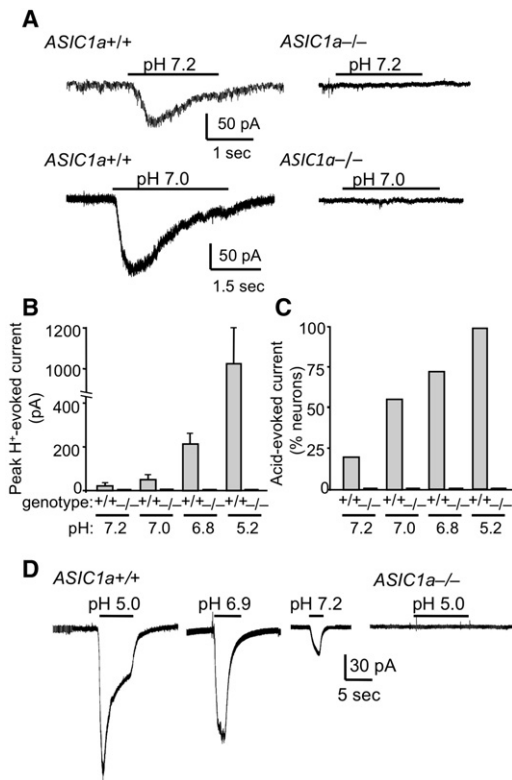 A
ASIC1a+/+ ASIC1a–/–
pH 7.2 pH 7.2
50 pA
1 sec
ASIC1a+/+ ASIC1a–/–
pH 7.0 pH 7.0
50 pA
1.5 sec
B
Peak H+-evoked current
(pA)
1200
1000
400
200
0
genotype: +/+ –/– +/+ –/– +/+ –/– +/+ –/–
pH: 7.2 7.0 6.8 5.2
C
Acid-evoked current
(% neurons)
100
75
50
25
0
+/+ –/– +/+ –/– +/+ –/– +/+ –/–
7.2 7.0 6.8 5.2
D
ASIC1a+/+ ASIC1a–/–
pH 5.0 pH 6.9 pH 7.2 pH 5.0
30 pA
5 sec